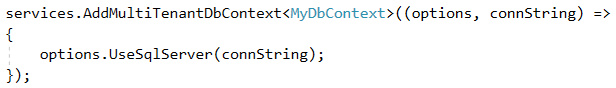 services.AddMultiTenantDbContext<MyDbContext>((options, connString) =>
{
    options.UseSqlServer(connString);
});